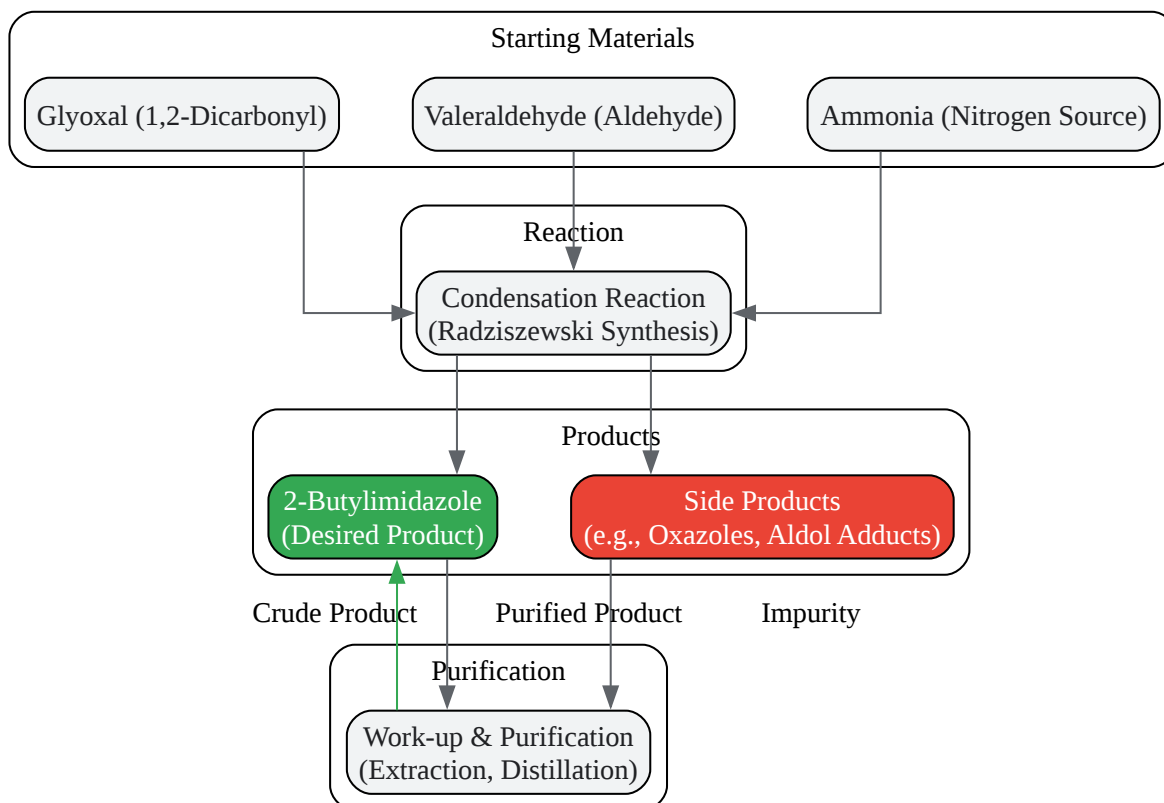 Starting Materials
Glyoxal (1,2-Dicarbonyl)
Valeraldehyde (Aldehyde)
Ammonia (Nitrogen Source)
Reaction
Condensation Reaction
(Radziszewski Synthesis)
Products
2-Butylimidazole
(Desired Product)
Side Products
(e.g., Oxazoles, Aldol Adducts)
Crude Product
Purified Product
Impurity
Purification
Work-up & Purification
(Extraction, Distillation)